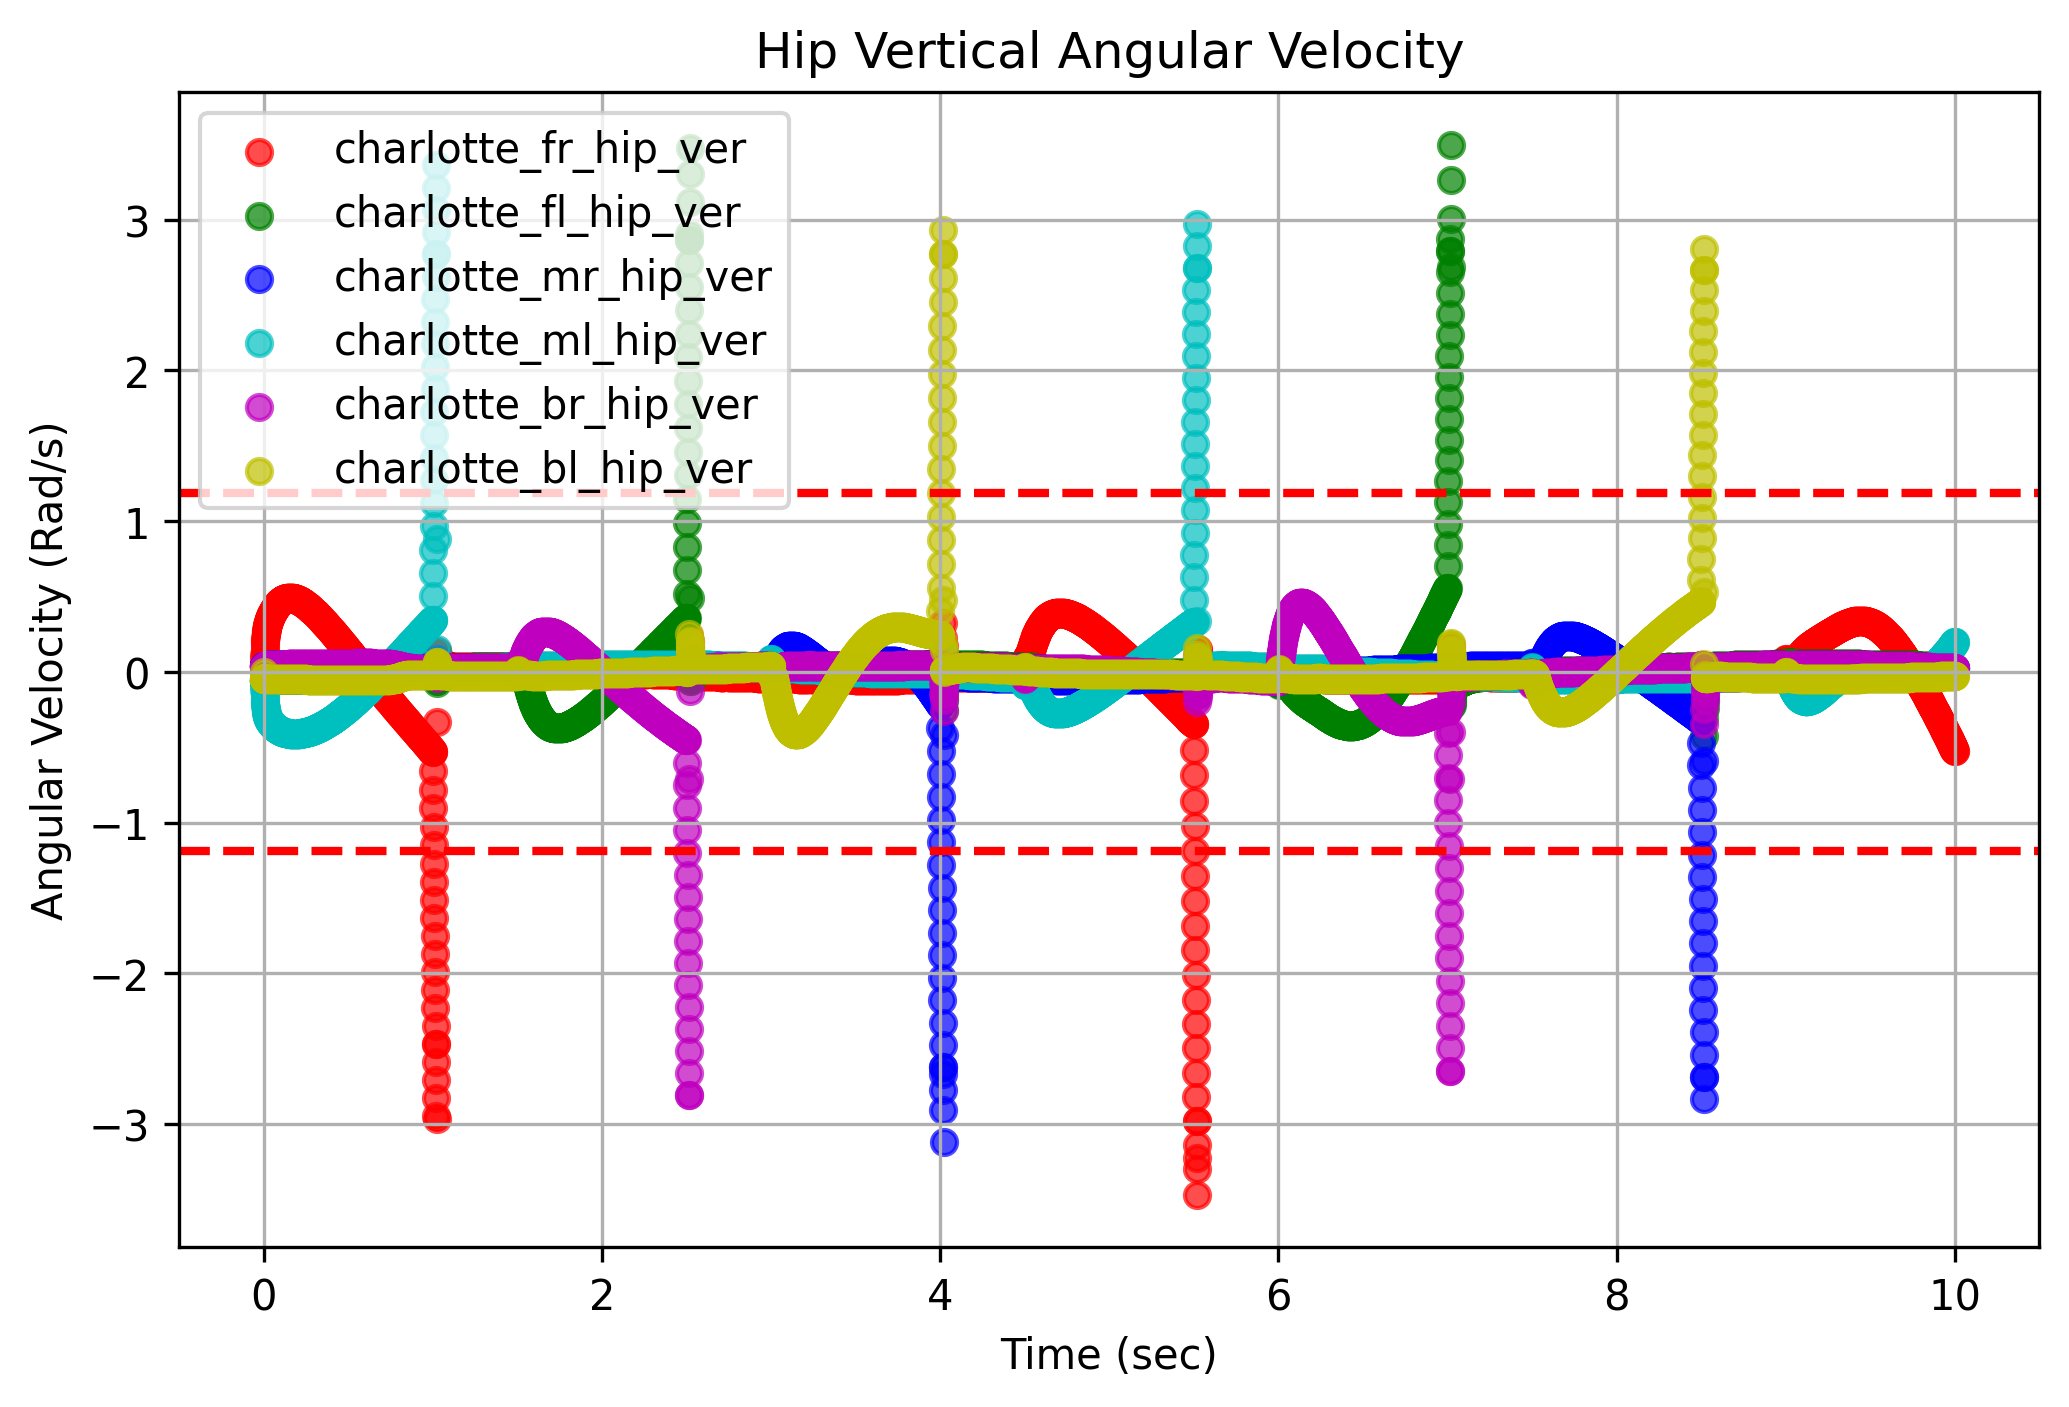 Hip Vertical Angular Velocity
charlotte_fr_hip_ver
charlotte_fl_hip_ver
charlotte_mr_hip_ver
charlotte_ml_hip_ver
charlotte_br_hip_ver
charlotte_bl_hip_ver
Angular Velocity (Rad/s)
3
2
1
0
−1
−2
−3
0 2 4 6 8 10
Time (sec)